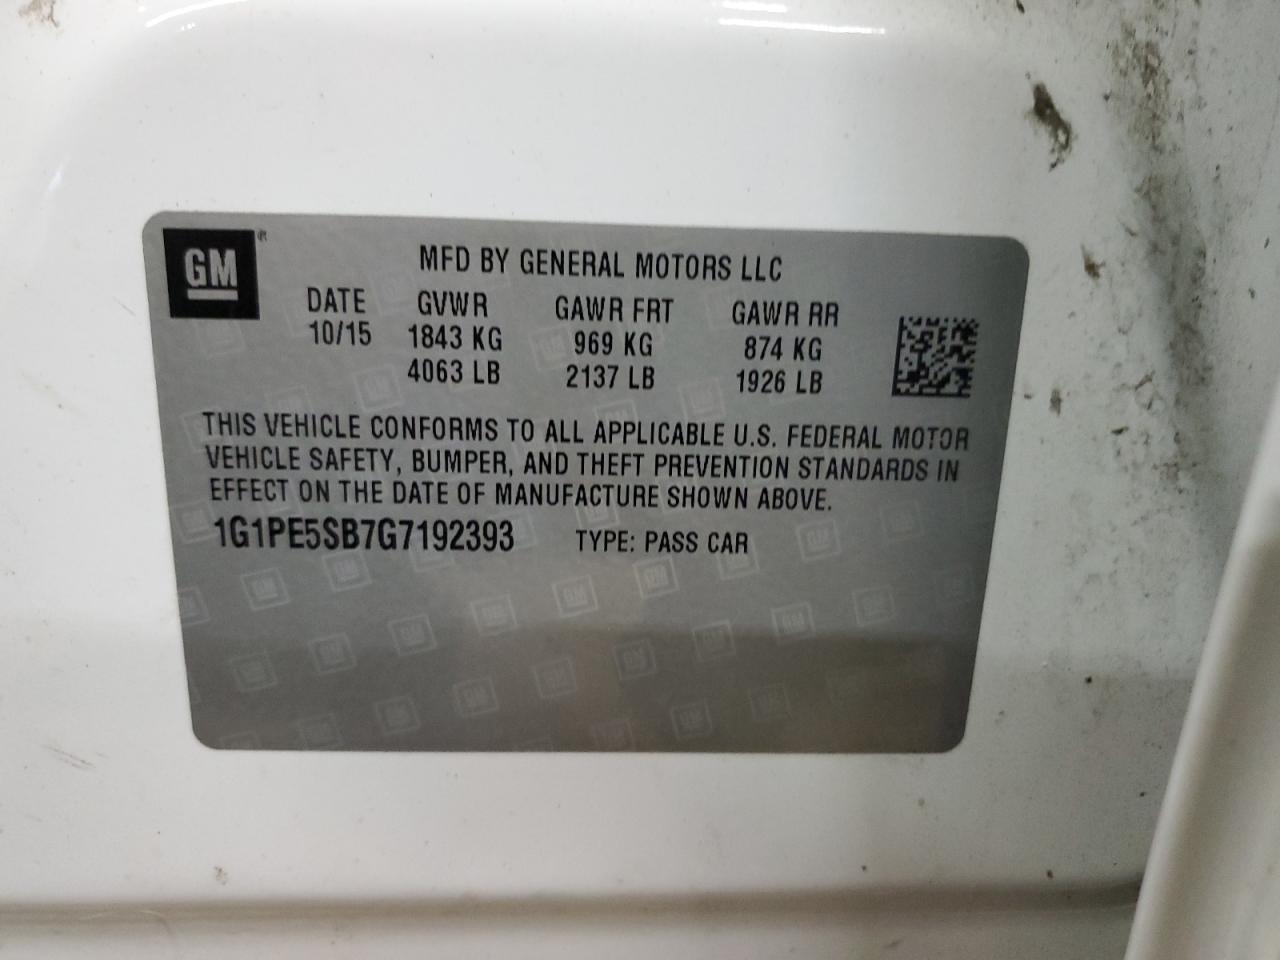 GM
MFD BY GENERAL MOTORS LLC
DATE GVWR GAWR FRT GAWR RR
10/15 1843 KG 969 KG 874 KG
4063 LB 2137 LB 1926 LB
THIS VEHICLE CONFORMS TO ALL APPLICABLE U.S. FEDERAL MOTOR
VEHICLE SAFETY, BUMPER, AND THEFT PREVENTION STANDARDS IN
EFFECT ON THE DATE OF MANUFACTURE SHOWN ABOVE.
1G1PE5SB7G7192393 TYPE: PASS CAR